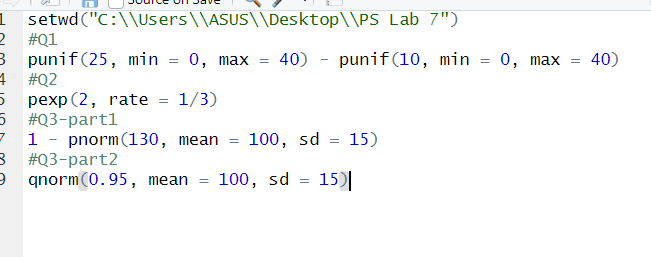 Source on Save
1 setwd("C:\\Users\\ASUS\\Desktop\\PS Lab 7")
2 #Q1
3 punif(25, min = 0, max = 40) - punif(10, min = 0, max = 40)
4 #Q2
5 pexp(2, rate = 1/3)
6 #Q3-part1
7 1 - pnorm(130, mean = 100, sd = 15)
8 #Q3-part2
9 qnorm(0.95, mean = 100, sd = 15)